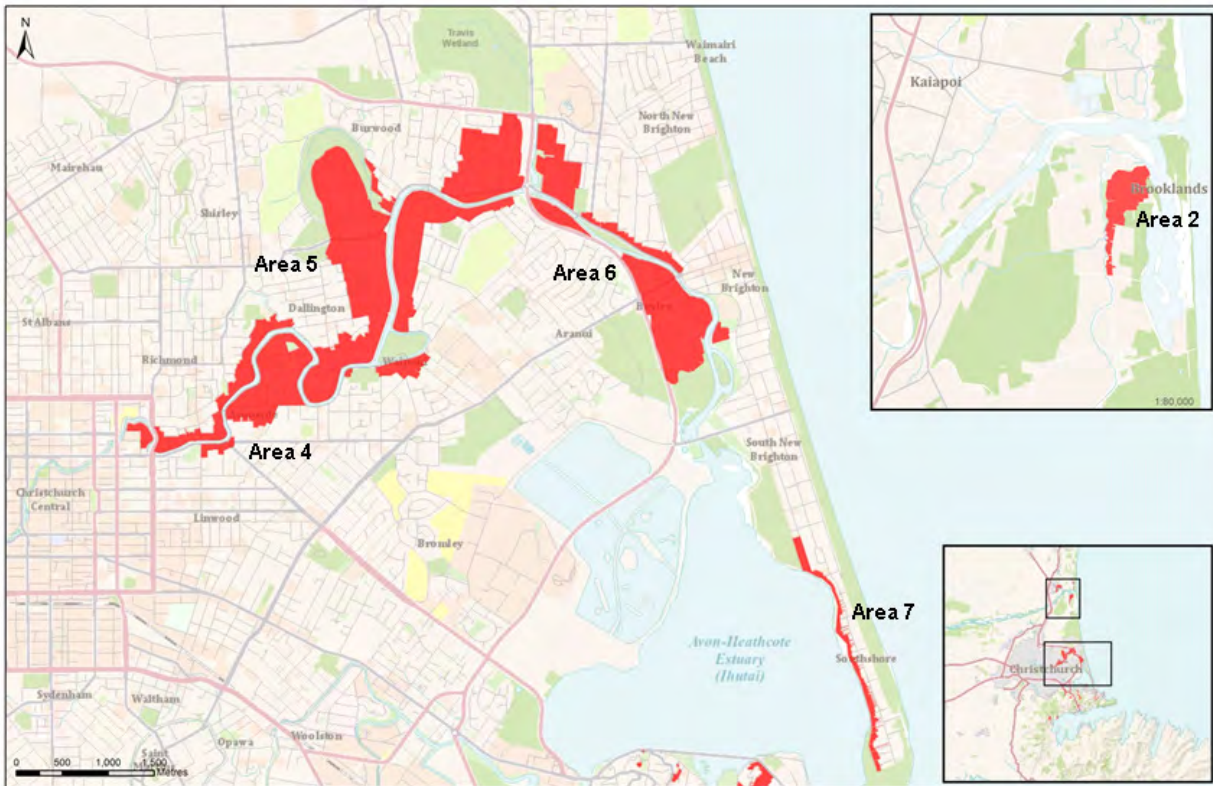 N
Travis
Wetland
Waimairi
Beach
Burwood
North New
Brighton
Mairehau
Shirley
Area 5
Area 6
New
Brighton
Dallington
Aranui
St Albans
Richmond
Area 4
South New
Brighton
Christchurch
Central
Linwood
Bromley
Area 7
Avon-Heathcote
Estuary
(Ihutai)
Southshore
Sydenham
Waltham
Opawa
Woolston
Saint
0 500 1,000 1,500
Metres
Kaiapoi
Brooklands
Area 2
1:80,000
Christchurch